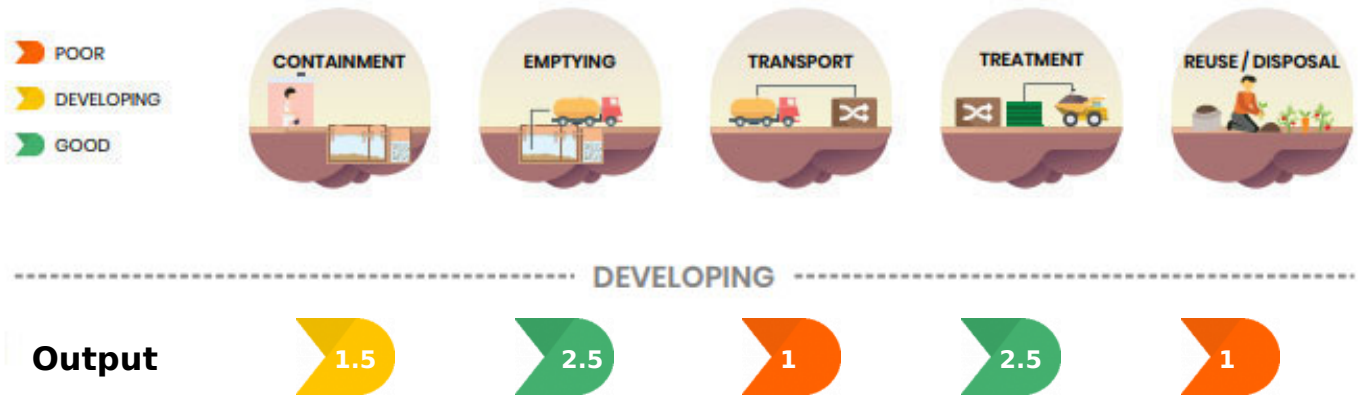 POOR
DEVELOPING
GOOD
CONTAINMENT
EMPTYING
TRANSPORT
TREATMENT
REUSE / DISPOSAL
DEVELOPING
Output
1.5
2.5
1
2.5
1